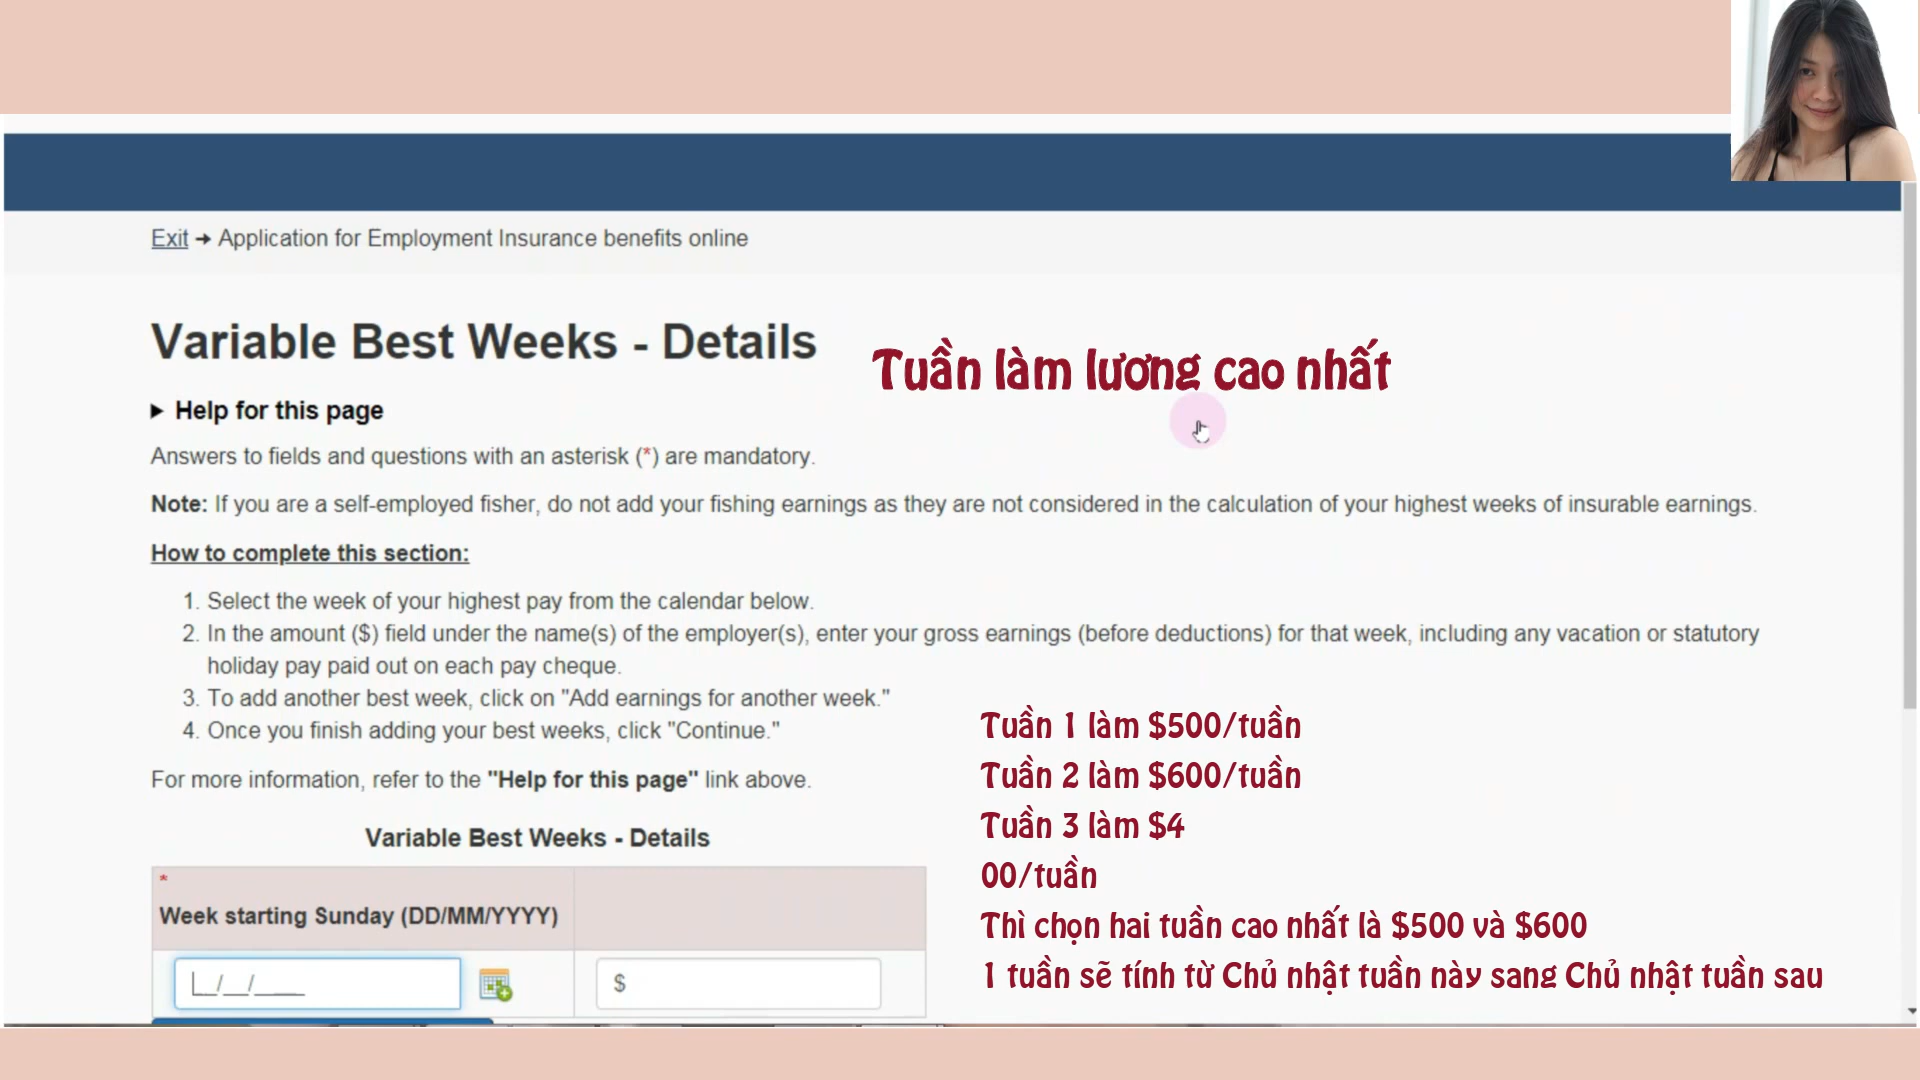 Exit → Application for Employment Insurance benefits online
Variable Best Weeks - Details
Tuần làm lương cao nhất
Help for this page
Answers to fields and questions with an asterisk (*) are mandatory.
Note: If you are a self-employed fisher, do not add your fishing earnings as they are not considered in the calculation of your highest weeks of insurable earnings.
How to complete this section:
1. Select the week of your highest pay from the calendar below.
2. In the amount ($) field under the name(s) of the employer(s), enter your gross earnings (before deductions) for that week, including any vacation or statutory
holiday pay paid out on each pay cheque.
3. To add another best week, click on "Add earnings for another week."
4. Once you finish adding your best weeks, click "Continue."
For more information, refer to the "Help for this page" link above.
Tuần 1 làm $500/tuần
Tuần 2 làm $600/tuần
Tuần 3 làm $4
00/tuần
Thì chọn hai tuần cao nhất là $500 và $600
1 tuần sẽ tính từ Chủ nhật tuần này sang Chủ nhật tuần sau
Variable Best Weeks - Details
*
Week starting Sunday (DD/MM/YYYY)
__/__/____
$